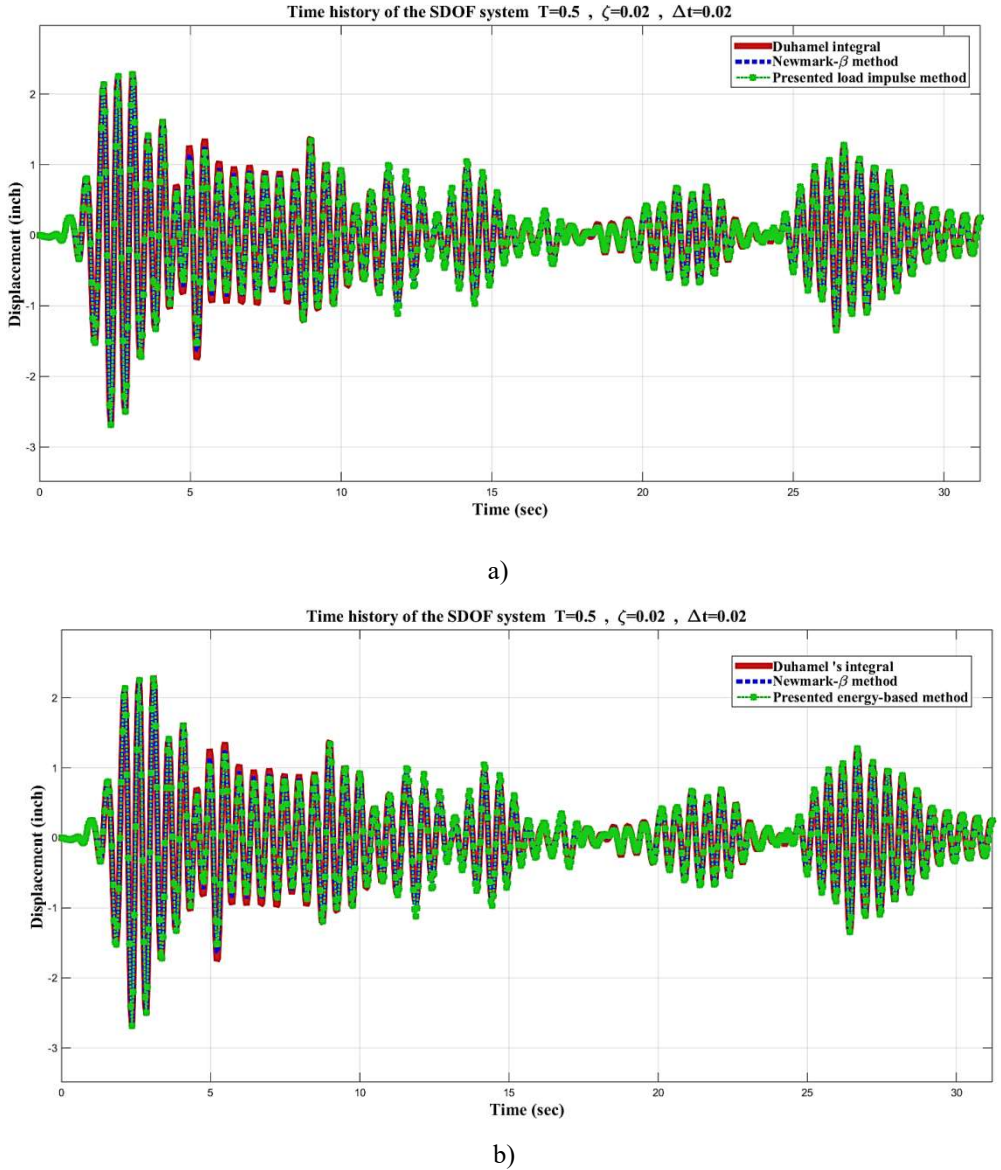 Time history of the SDOF system T=0.5 , ζ=0.02 , Δt=0.02
Duhamel integral
Newmark-β method
Presented load impulse method
Displacement (inch)
2
1
0
-1
-2
-3
0 5 10 15 20 25 30
Time (sec)
a)
Time history of the SDOF system T=0.5 , ζ=0.02 , Δt=0.02
Duhamel 's integral
Newmark-β method
Presented energy-based method
Displacement (inch)
2
1
0
-1
-2
-3
0 5 10 15 20 25 30
Time (sec)
b)